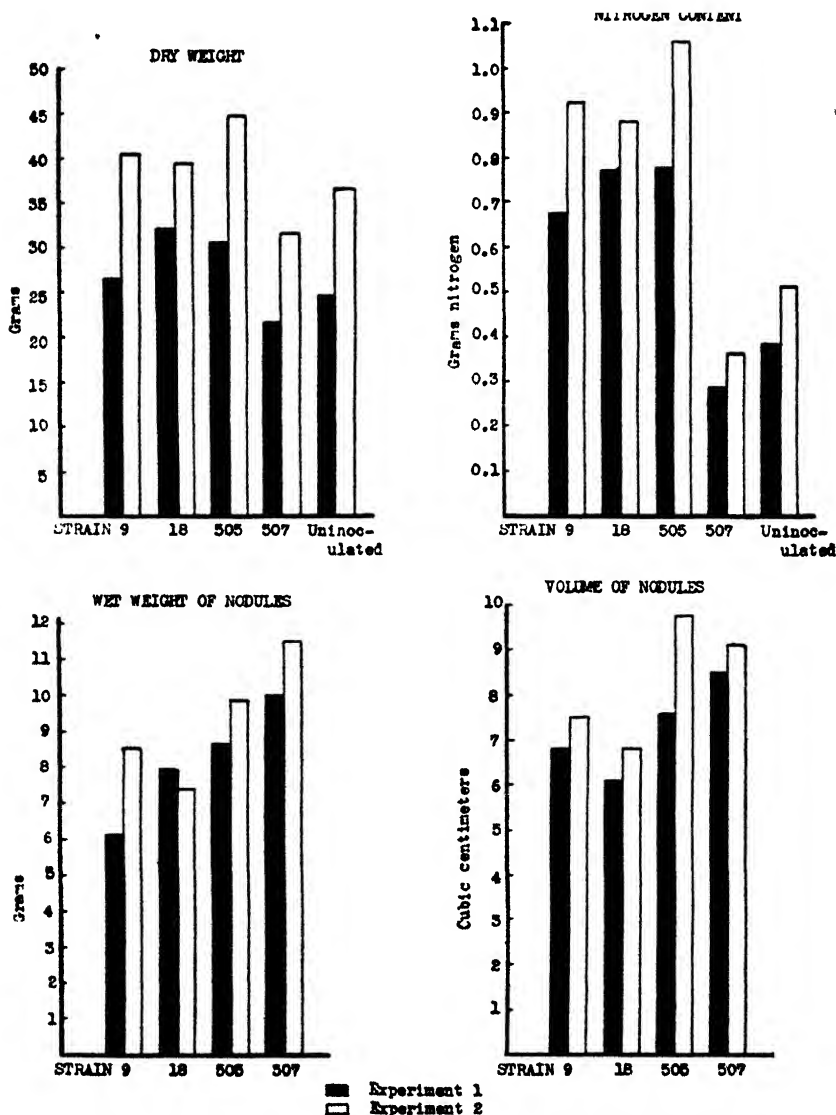 DRY WEIGHT
50
45
40
35
30
25
20
15
10
5
Grams
STRAIN 9 18 505 507 Uninoc-
ulated
NITROGEN CONTENT
1.1
1.0
0.9
0.8
0.7
0.6
0.5
0.4
0.3
0.2
0.1
Grams nitrogen
STRAIN 9 18 505 507 Uninoc-
ulated
WET WEIGHT OF NODULES
12
11
10
9
8
7
6
5
4
3
2
1
Grams
STRAIN 9 18 505 507
VOLUME OF NODULES
10
9
8
7
6
5
4
3
2
1
Cubic centimeters
STRAIN 9 18 505 507
Experiment 1
Experiment 2